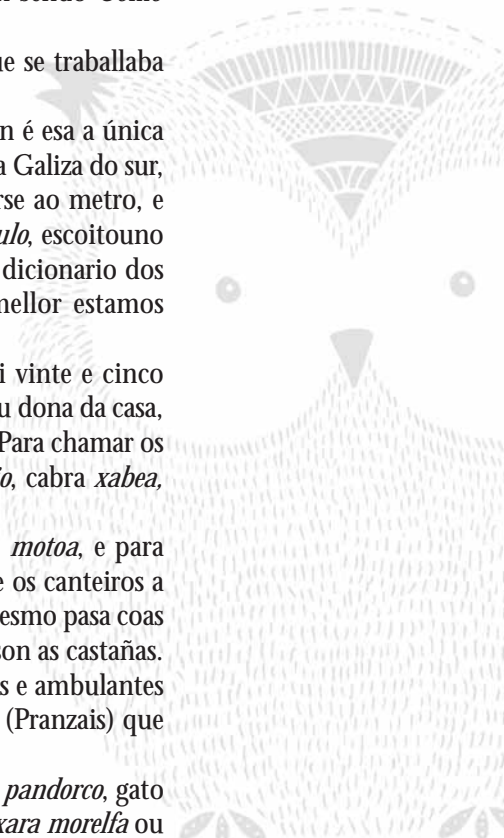 sendo Como
se traballaba
n é esa a única
a Galiza do sur,
rse ao metro, e
ulo, escoitouno
dicionario dos
mellor estamos
i vinte e cinco
u dona da casa,
Para chamar os
o, cabra xabea,
motoa, e para
e os canteiros a
esmo pasa coas
son as castañas.
s e ambulantes
(Pranzais) que
pandorco, gato
xara morelfa ou